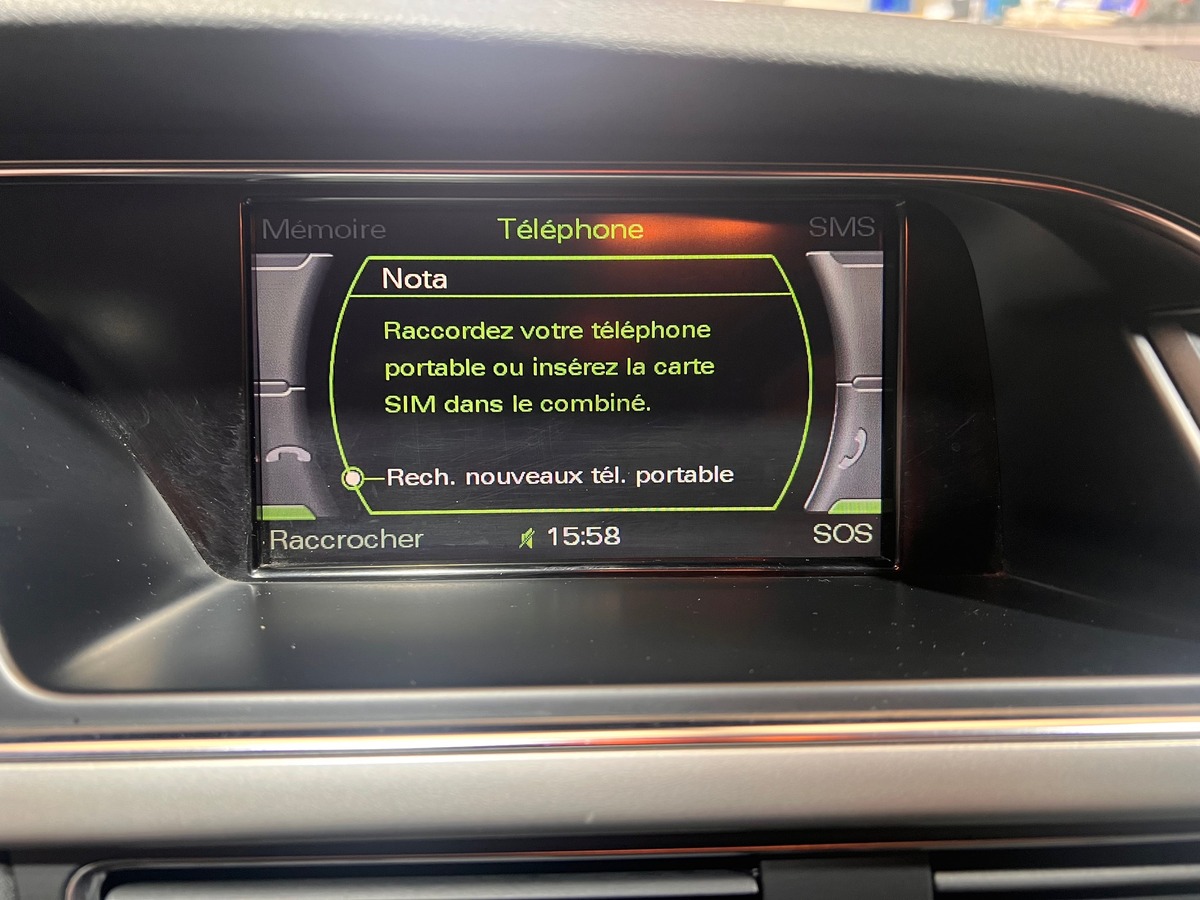 Mémoire Téléphone SMS
Nota
Raccordez votre téléphone
portable ou insérez la carte
SIM dans le combiné.
Rech. nouveaux tél. portable
Raccrocher 15:58 SOS